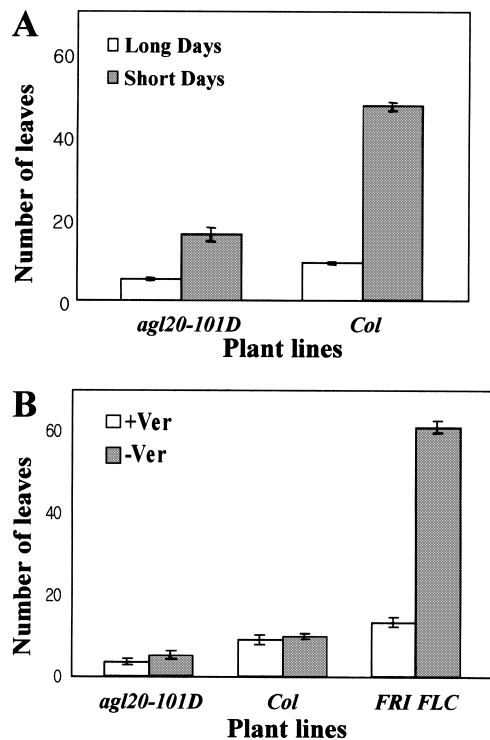 A
Number of leaves
60
40
20
0
Long Days
Short Days
agl20-101D Col
Plant lines
B
Number of leaves
60
40
20
0
+Ver
-Ver
agl20-101D Col FRI FLC
Plant lines